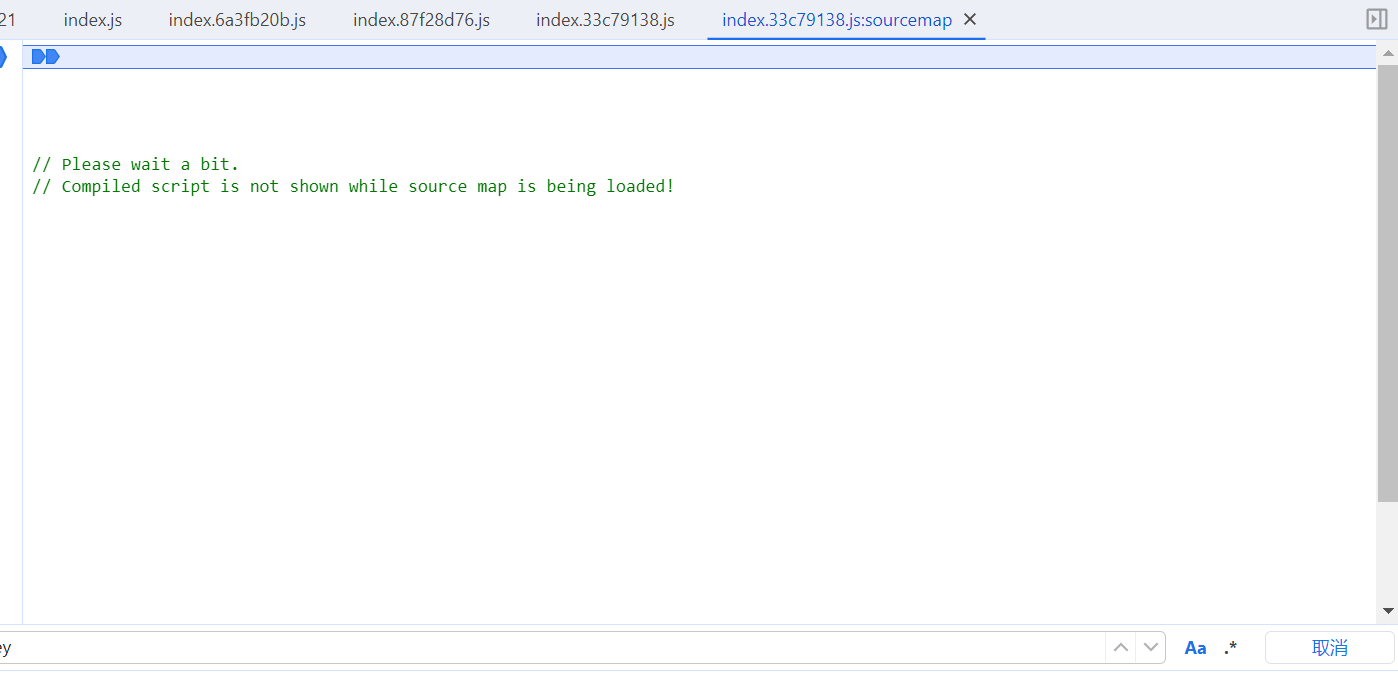 21 index.js index.6a3fb20b.js index.87f28d76.js index.33c79138.js index.33c79138.js:sourcemap
// Please wait a bit.
// Compiled script is not shown while source map is being loaded!
ey Aa .* 取消